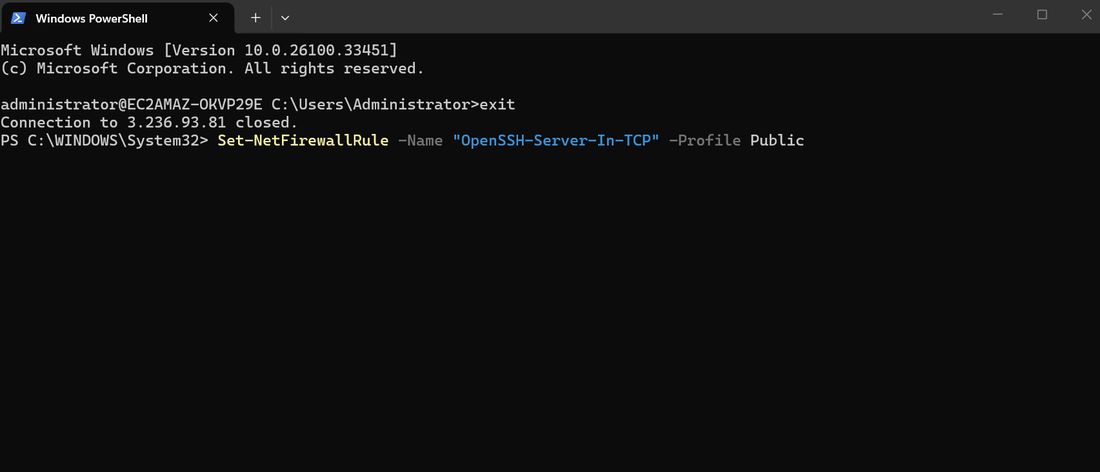 Windows PowerShell
Microsoft Windows [Version 10.0.26100.33451]
(c) Microsoft Corporation. All rights reserved.
administrator@EC2AMAZ-OKVP29E C:\Users\Administrator>exit
Connection to 3.236.93.81 closed.
PS C:\WINDOWS\System32> Set-NetFirewallRule -Name "OpenSSH-Server-In-TCP" -Profile Public